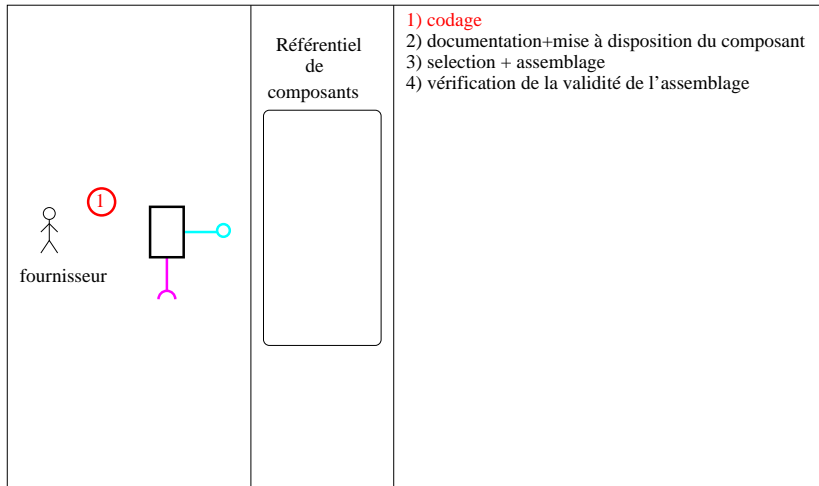 1
fournisseur
Référentiel
de
composants
1) codage
2) documentation+mise à disposition du composant
3) selection + assemblage
4) vérification de la validité de l'assemblage